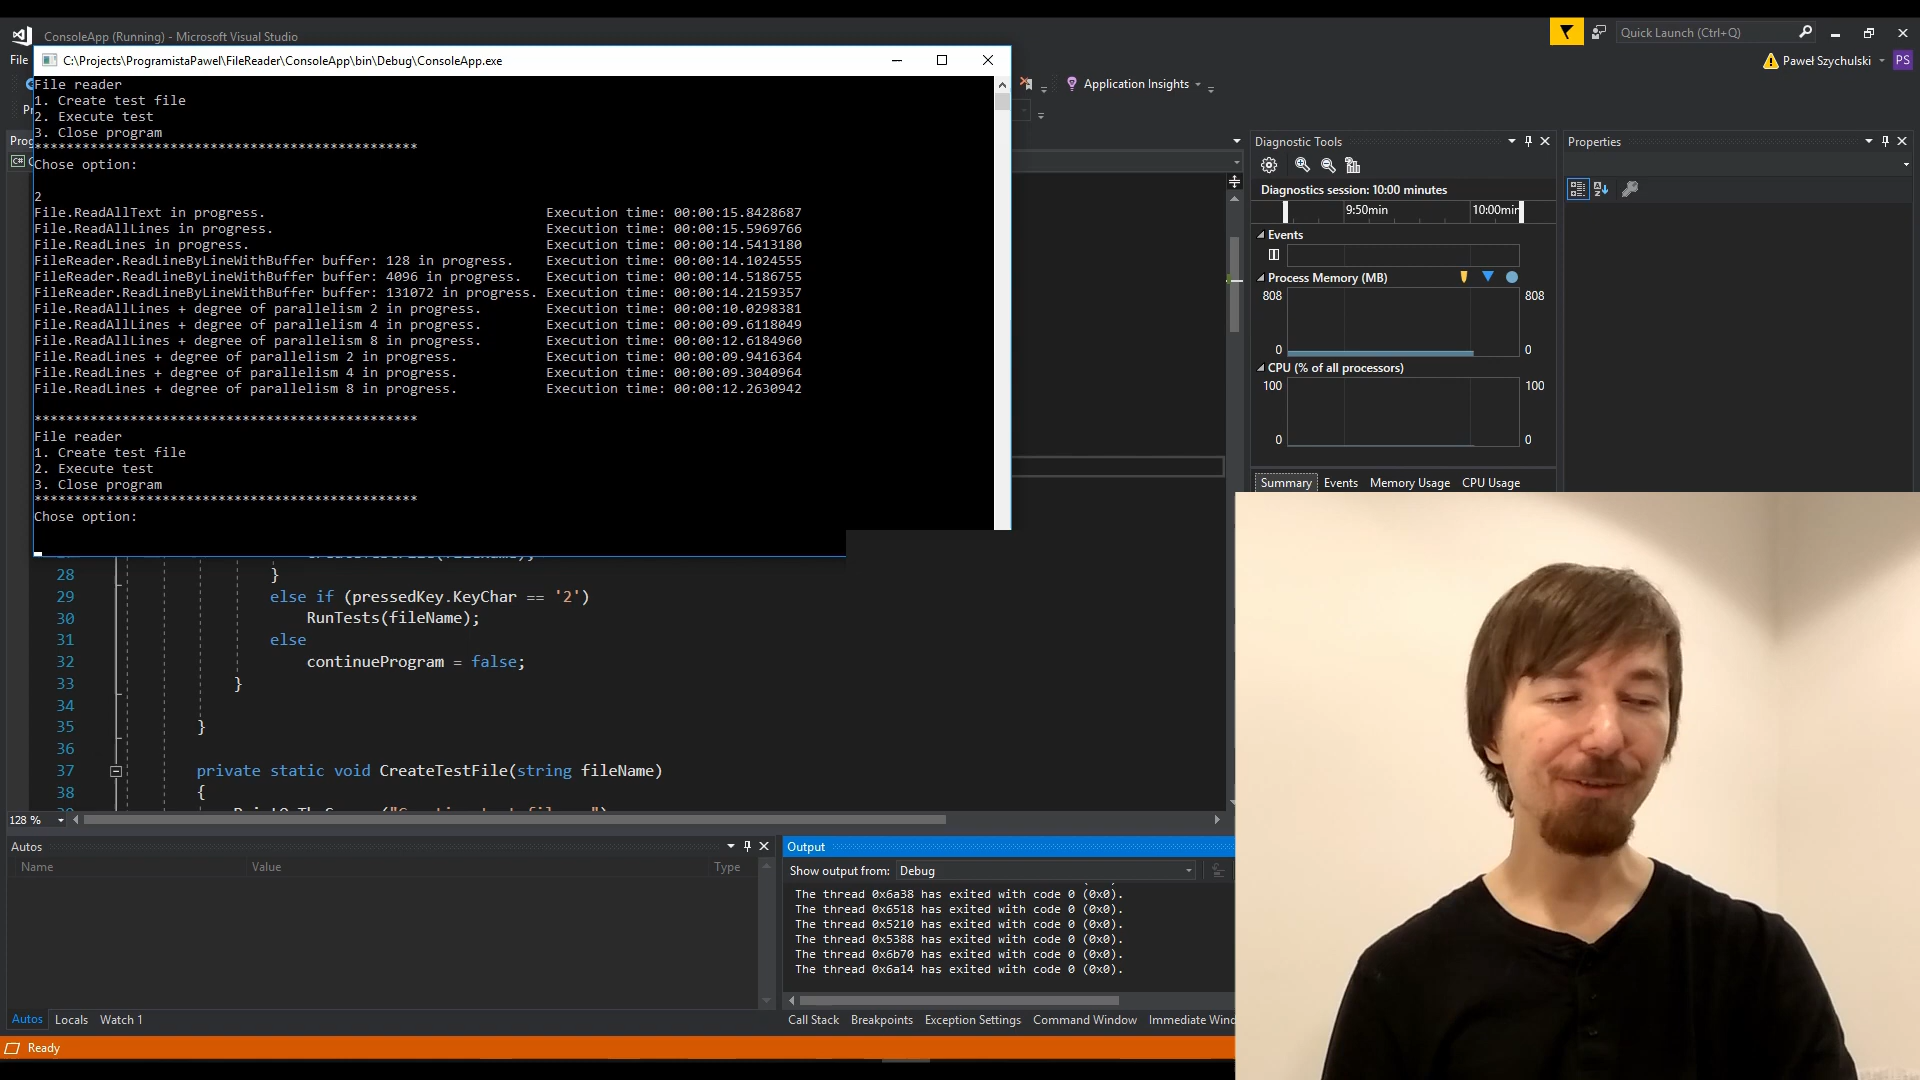 ConsoleApp (Running) - Microsoft Visual Studio
Quick Launch (Ctrl+Q)
File
Paweł Szychulski
PS
C:\Projects\ProgramistaPawel\FileReader\ConsoleApp\bin\Debug\ConsoleApp.exe
Application Insights
File reader
1. Create test file
2. Execute test
3. Close program
************************************************
Chose option:
2
File.ReadAllText in progress. Execution time: 00:00:15.8428687
File.ReadAllLines in progress. Execution time: 00:00:15.5969766
File.ReadLines in progress. Execution time: 00:00:14.5413180
FileReader.ReadLineByLineWithBuffer buffer: 128 in progress. Execution time: 00:00:14.1024555
FileReader.ReadLineByLineWithBuffer buffer: 4096 in progress. Execution time: 00:00:14.5186755
FileReader.ReadLineByLineWithBuffer buffer: 131072 in progress. Execution time: 00:00:14.2159357
File.ReadAllLines + degree of parallelism 2 in progress. Execution time: 00:00:10.0298381
File.ReadAllLines + degree of parallelism 4 in progress. Execution time: 00:00:09.6118049
File.ReadAllLines + degree of parallelism 8 in progress. Execution time: 00:00:12.6184960
File.ReadLines + degree of parallelism 2 in progress. Execution time: 00:00:09.9416364
File.ReadLines + degree of parallelism 4 in progress. Execution time: 00:00:09.3040964
File.ReadLines + degree of parallelism 8 in progress. Execution time: 00:00:12.2630942
************************************************
File reader
1. Create test file
2. Execute test
3. Close program
************************************************
Chose option:
Diagnostic Tools
Diagnostics session: 10:00 minutes
9:50min
10:00min
Events
Process Memory (MB)
808
808
0
0
CPU (% of all processors)
100
100
0
0
Summary
Events
Memory Usage
CPU Usage
Properties
28 }
29 else if (pressedKey.KeyChar == '2')
30 RunTests(fileName);
31 else
32 continueProgram = false;
33 }
34
35 }
36
37 private static void CreateTestFile(string fileName)
38 {
128 %
Autos
Name
Value
Type
Autos
Locals
Watch 1
Output
Show output from: Debug
The thread 0x6a38 has exited with code 0 (0x0).
The thread 0x6518 has exited with code 0 (0x0).
The thread 0x5210 has exited with code 0 (0x0).
The thread 0x5388 has exited with code 0 (0x0).
The thread 0x6b70 has exited with code 0 (0x0).
The thread 0x6a14 has exited with code 0 (0x0).
Call Stack
Breakpoints
Exception Settings
Command Window
Immediate
Ready